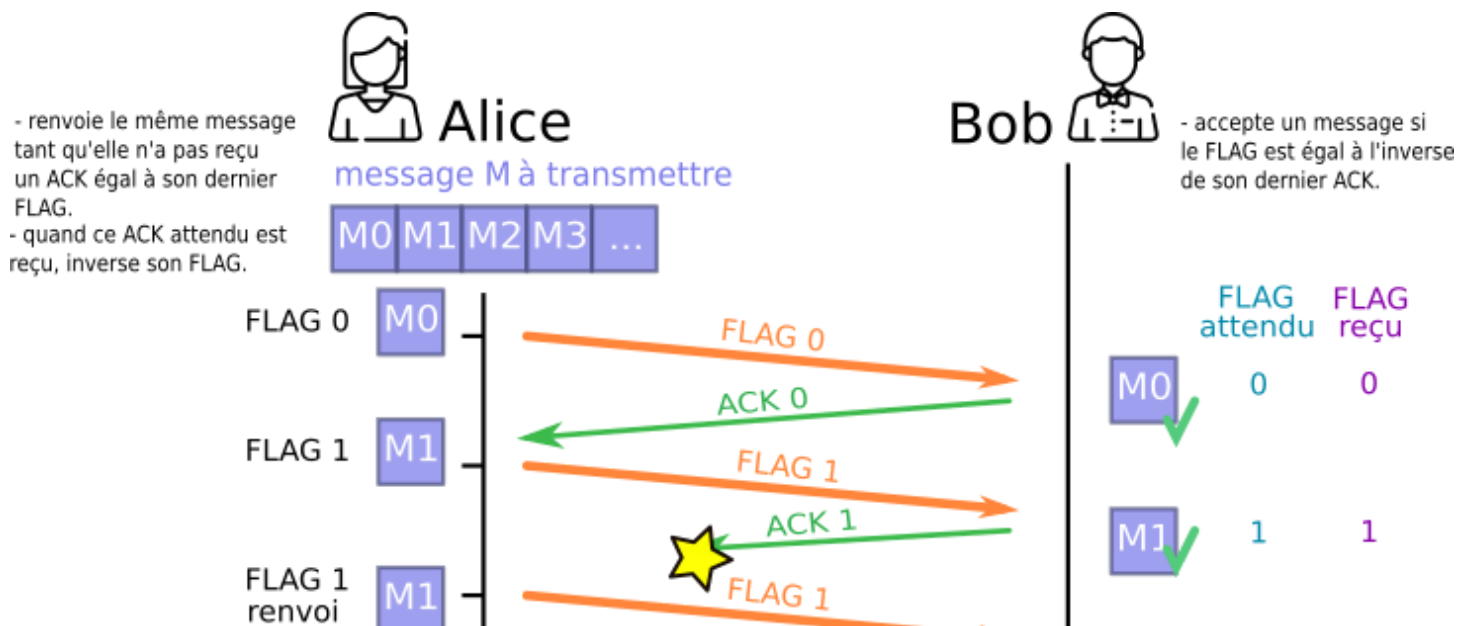 Alice
Bob
- renvoie le même message
tant qu'elle n'a pas reçu
un ACK égal à son dernier
FLAG.
- quand ce ACK attendu est
reçu, inverse son FLAG.
- accepte un message si
le FLAG est égal à l'inverse
de son dernier ACK.
message M à transmettre
M0 M1 M2 M3 ...
FLAG attendu
FLAG reçu
FLAG 0 M0
FLAG 0
M0 0 0
ACK 0
FLAG 1 M1
FLAG 1
ACK 1
M1 1 1
FLAG 1
renvoi
M1
FLAG 1